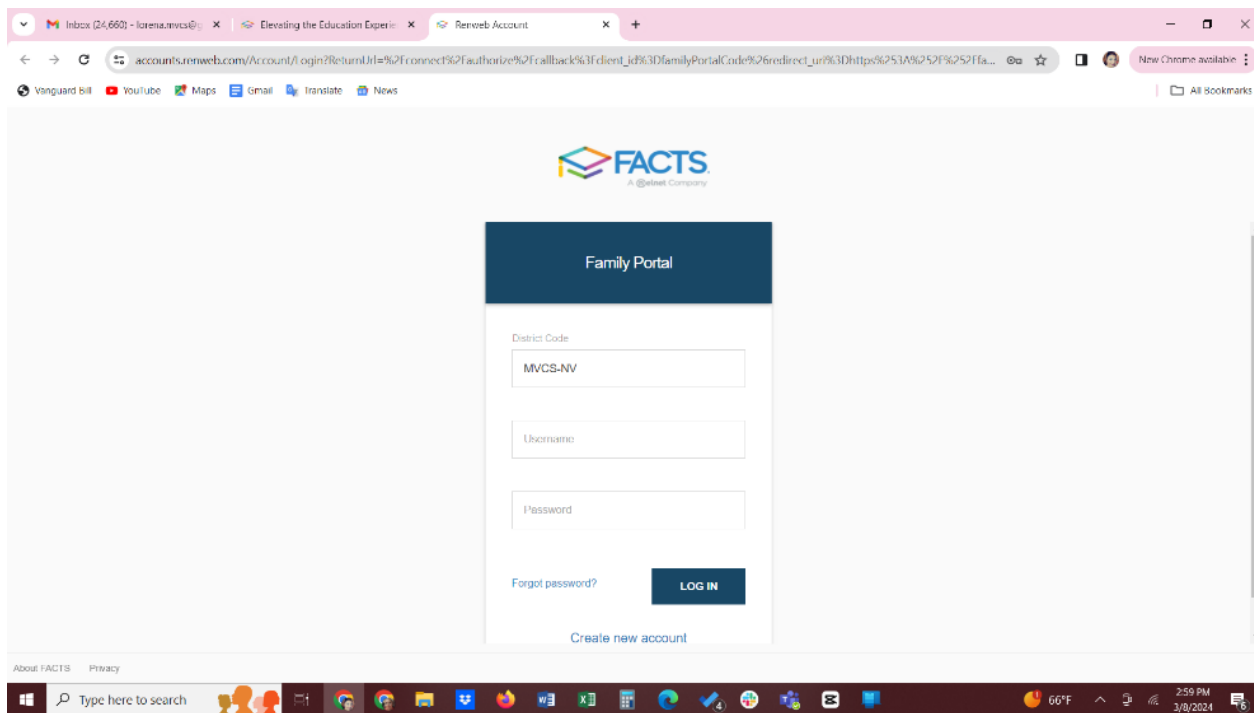 Inbox (24,660) - lorena.mvcs@g
Elevating the Education Experie
Renweb Account
accounts.renweb.com/Account/Login?ReturnUrl=%2Fconnect%2Fauthorize%2Fcallback%3Fclient_id%3DfamilyPortalCode%26redirect_uri%3Dhttps%253A%252F%252Ffa...
New Chrome available
Vanguard Bill
YouTube
Maps
Gmail
Translate
News
All Bookmarks
FACTS
A Nelnet Company
Family Portal
District Code
MVCS-NV
Username
Password
Forgot password?
LOG IN
Create new account
About FACTS
Privacy
Type here to search
4
66°F
2:59 PM
3/8/2024
6